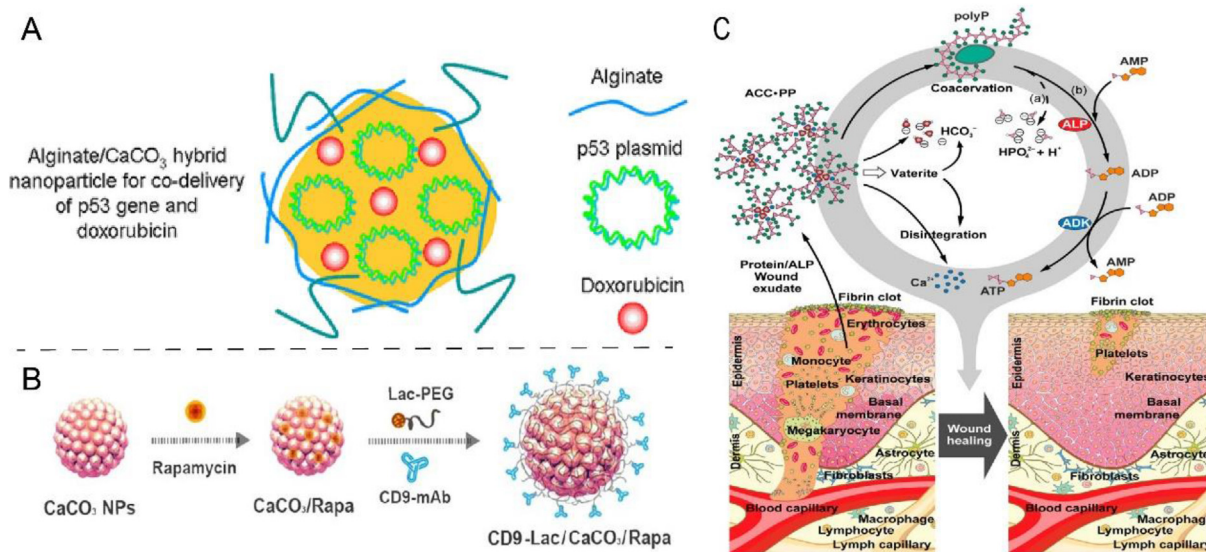 A
Alginate/CaCO₃ hybrid
nanoparticle for co-delivery
of p53 gene and
doxorubicin
Alginate
p53 plasmid
Doxorubicin
B
CaCO₃ NPs
Rapamycin
CaCO₃/Rapa
Lac-PEG
CD9-mAb
CD9-Lac/CaCO₃/Rapa
C
polyP
Coacervation
ACC•PP
(a)
(b)
AMP
ALP
HCO₃⁻
HPO₄²⁻ + H⁺
Vaterite
ADP
ADP
ADK
Disintegration
AMP
Ca²⁺
ATP
Protein/ALP
Wound
exudate
Fibrin clot
Erythrocytes
Monocyte
Platelets
Keratinocytes
Basal
membrane
Megakaryocyte
Astrocyte
Fibroblasts
Blood capillary
Macrophage
Lymphocyte
Lymph capillary
Epidermis
Dermis
Wound
healing
Fibrin clot
Platelets
Keratinocytes
Basal
membrane
Astrocyte
Fibroblasts
Blood capillary
Macrophage
Lymphocyte
Lymph capillary
Epidermis
Dermis